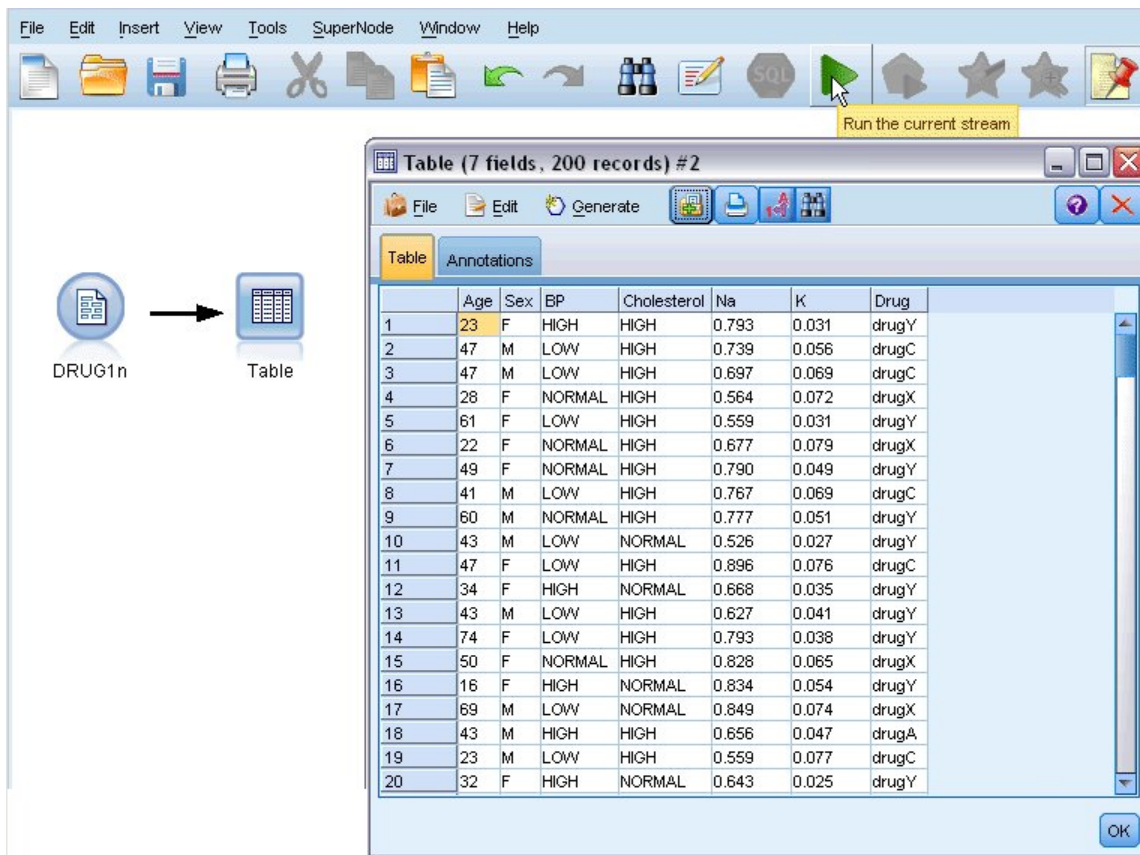 File Edit Insert View Tools SuperNode Window Help
SQL
Run the current stream
Table (7 fields, 200 records) #2
File Edit Generate
Table Annotations
Age Sex BP Cholesterol Na K Drug
1 23 F HIGH HIGH 0.793 0.031 drugY
2 47 M LOW HIGH 0.739 0.056 drugC
3 47 M LOW HIGH 0.697 0.069 drugC
4 28 F NORMAL HIGH 0.564 0.072 drugX
5 61 F LOW HIGH 0.559 0.031 drugY
6 22 F NORMAL HIGH 0.677 0.079 drugX
7 49 F NORMAL HIGH 0.790 0.049 drugY
8 41 M LOW HIGH 0.767 0.069 drugC
9 60 M NORMAL HIGH 0.777 0.051 drugY
10 43 M LOW NORMAL 0.526 0.027 drugY
11 47 F LOW HIGH 0.896 0.076 drugC
12 34 F HIGH NORMAL 0.668 0.035 drugY
13 43 M LOW HIGH 0.627 0.041 drugY
14 74 F LOW HIGH 0.793 0.038 drugY
15 50 F NORMAL HIGH 0.828 0.065 drugX
16 16 F HIGH NORMAL 0.834 0.054 drugY
17 69 M LOW NORMAL 0.849 0.074 drugX
18 43 M HIGH HIGH 0.656 0.047 drugA
19 23 M LOW HIGH 0.559 0.077 drugC
20 32 F HIGH NORMAL 0.643 0.025 drugY
DRUG1n Table
OK